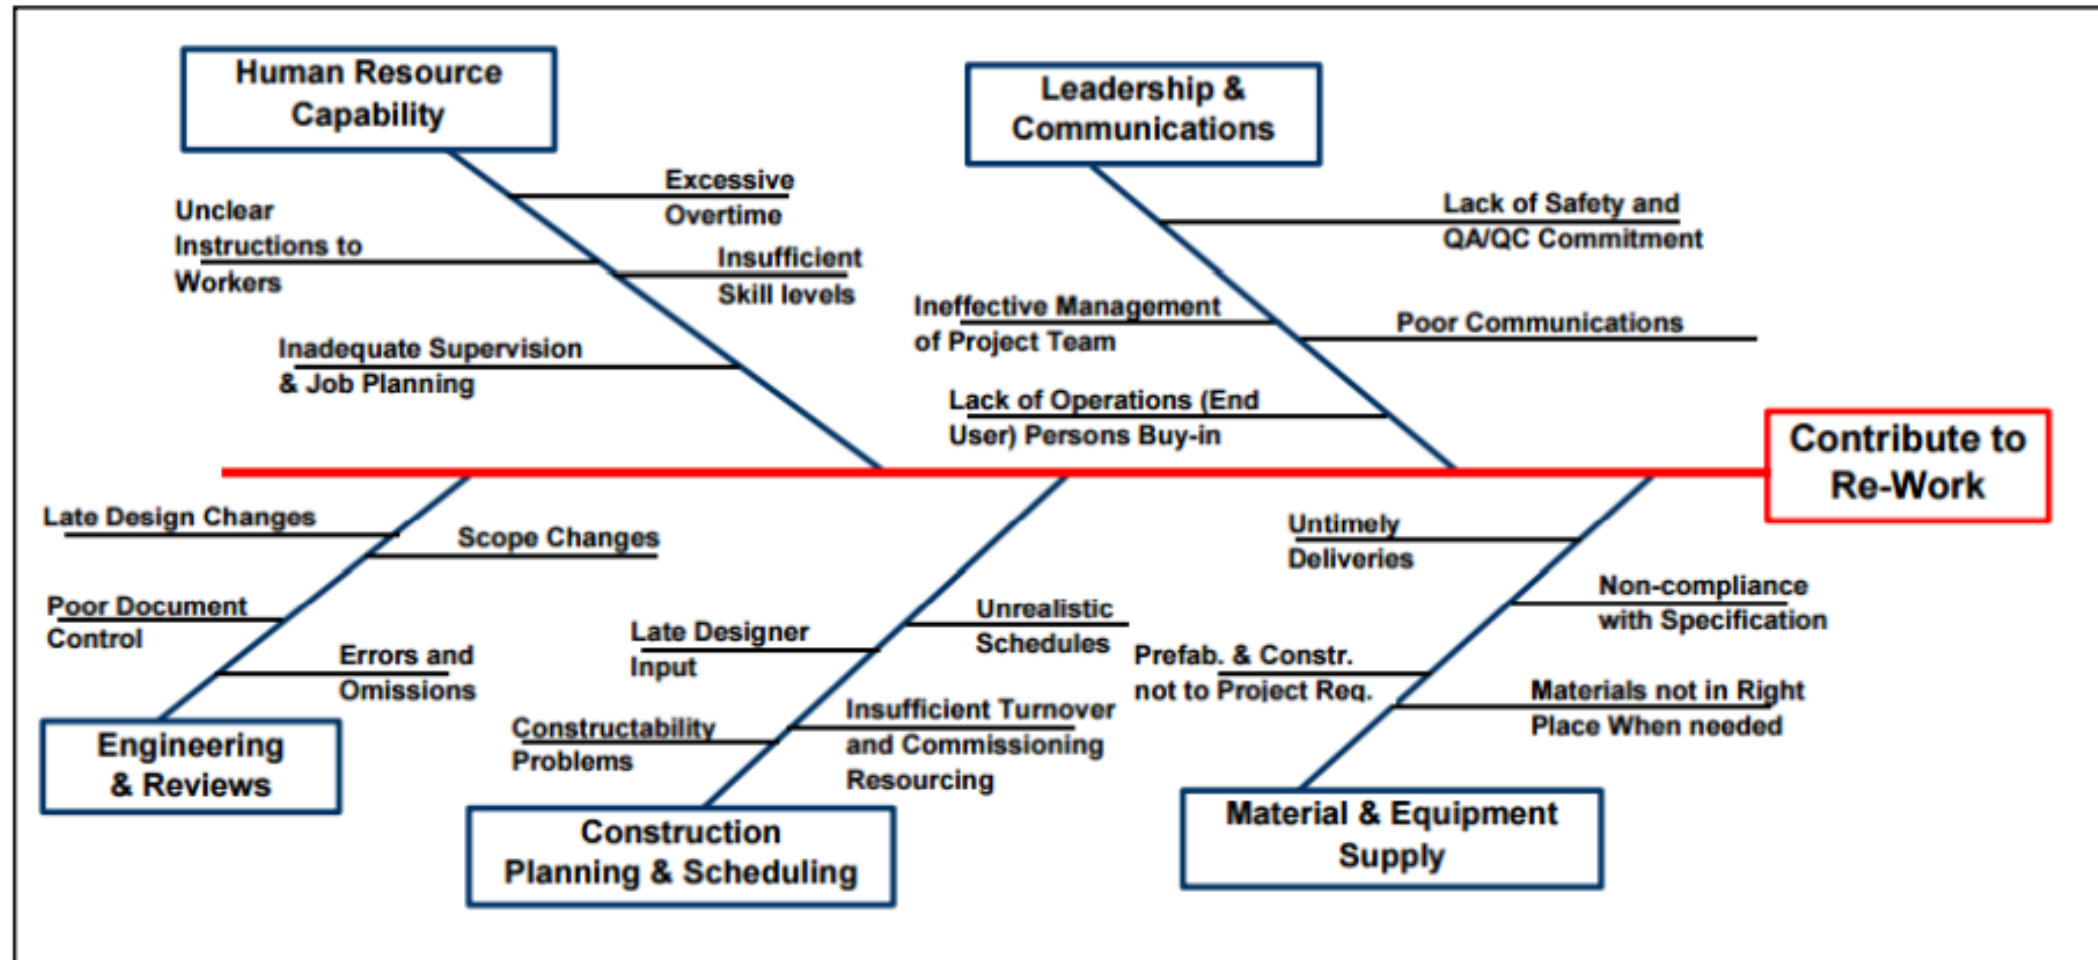 Human Resource
Capability
Leadership &
Communications
Excessive
Overtime
Unclear
Instructions to
Workers
Insufficient
Skill levels
Inadequate Supervision
& Job Planning
Lack of Safety and
QA/QC Commitment
Ineffective Management
of Project Team
Poor Communications
Lack of Operations (End
User) Persons Buy-in
Contribute to
Re-Work
Late Design Changes
Scope Changes
Poor Document
Control
Errors and
Omissions
Engineering
& Reviews
Late Designer
Input
Unrealistic
Schedules
Constructability
Problems
Insufficient Turnover
and Commissioning
Resourcing
Construction
Planning & Scheduling
Untimely
Deliveries
Non-compliance
with Specification
Prefab. & Constr.
not to Project Req.
Materials not in Right
Place When needed
Material & Equipment
Supply